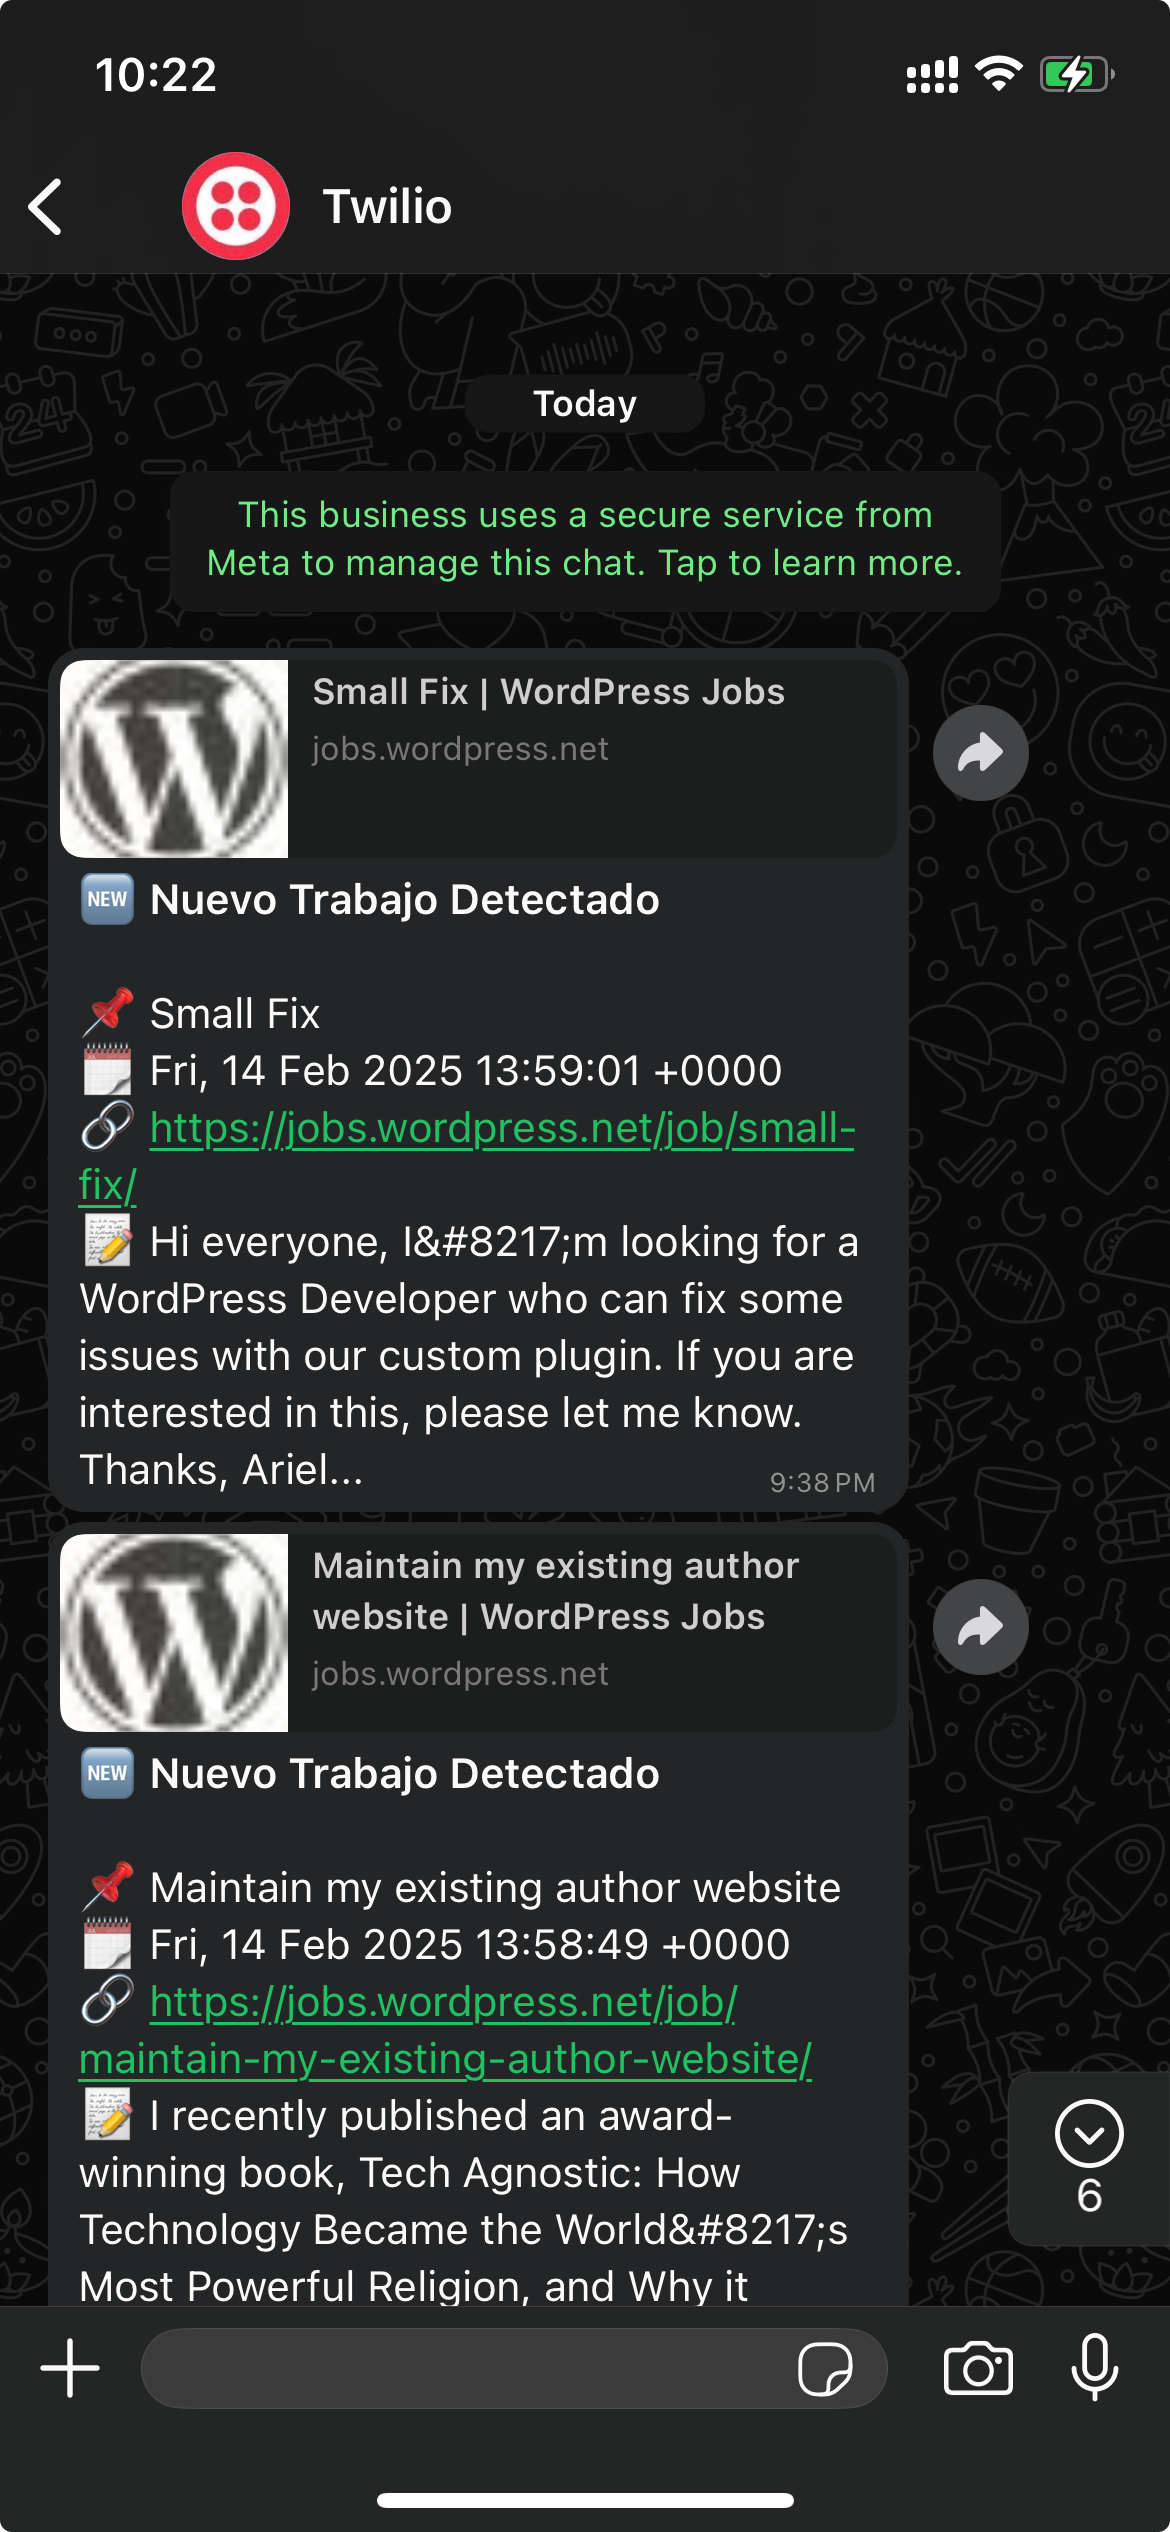 10:22
Twilio
Today
This business uses a secure service from
Meta to manage this chat. Tap to learn more.
Small Fix | WordPress Jobs
jobs.wordpress.net
🆕 Nuevo Trabajo Detectado
📌 Small Fix
🗓 Fri, 14 Feb 2025 13:59:01 +0000
🔗 https://jobs.wordpress.net/job/small-
fix/
📝 Hi everyone, I&#8217;m looking for a
WordPress Developer who can fix some
issues with our custom plugin. If you are
interested in this, please let me know.
Thanks, Ariel...
9:38 PM
Maintain my existing author
website | WordPress Jobs
jobs.wordpress.net
🆕 Nuevo Trabajo Detectado
📌 Maintain my existing author website
🗓 Fri, 14 Feb 2025 13:58:49 +0000
🔗 https://jobs.wordpress.net/job/
maintain-my-existing-author-website/
📝 I recently published an award-
winning book, Tech Agnostic: How
Technology Became the World&#8217;s
Most Powerful Religion, and Why it
6